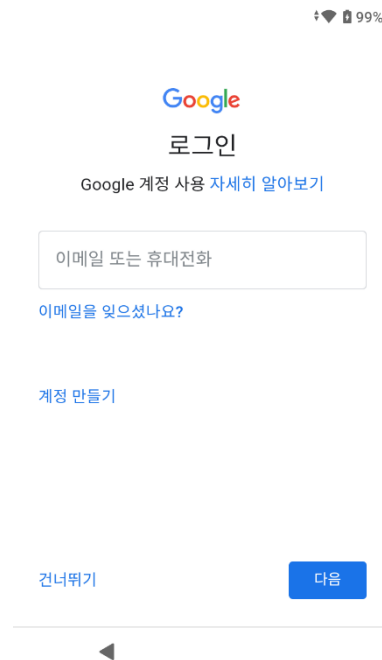 99%
Google
로그인
Google 계정 사용 자세히 알아보기
이메일 또는 휴대전화
이메일을 잊으셨나요?
계정 만들기
건너뛰기 다음